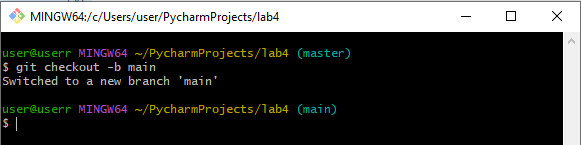 MINGW64:/c/Users/user/PycharmProjects/lab4
user@userr MINGW64 ~/PycharmProjects/lab4 (master)
$ git checkout -b main
Switched to a new branch 'main'
user@userr MINGW64 ~/PycharmProjects/lab4 (main)
$